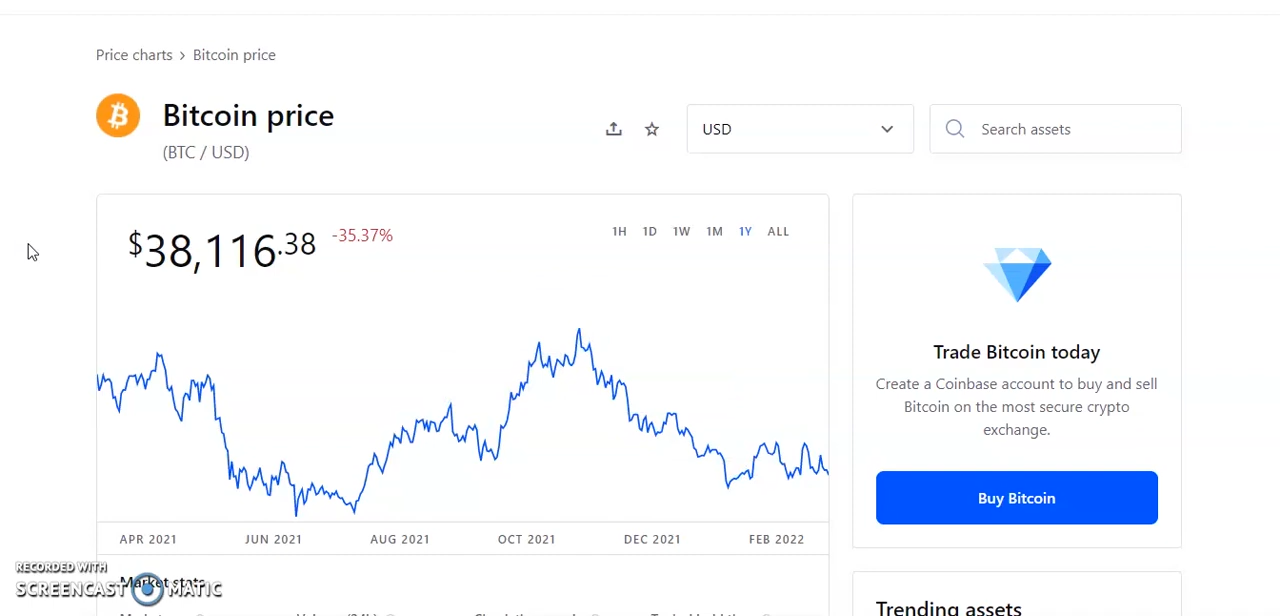 Price charts > Bitcoin price
Bitcoin price
(BTC / USD)
USD
Search assets
$38,116.38 -35.37%
1H 1D 1W 1M 1Y ALL
Trade Bitcoin today
Create a Coinbase account to buy and sell
Bitcoin on the most secure crypto
exchange.
Buy Bitcoin
APR 2021 JUN 2021 AUG 2021 OCT 2021 DEC 2021 FEB 2022
Market stats
Trending assets
RECORDED WITH
SCREENCAST MATIC